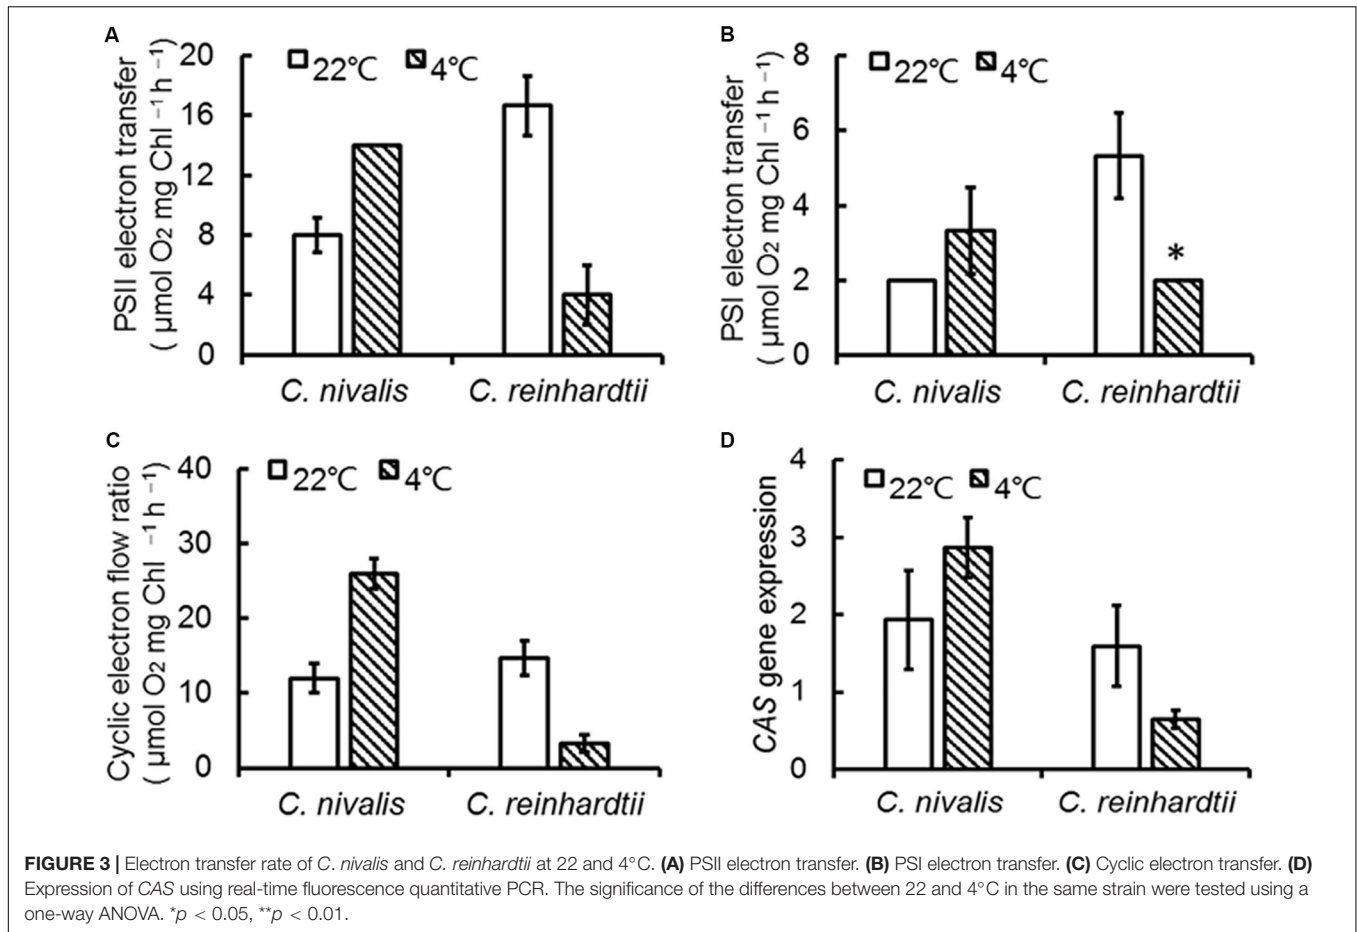 A
PSII electron transfer
( µmol O2 mg Chl −1 h −1)
20
16
12
8
4
0
22°C
4°C
C. nivalis
C. reinhardtii
B
PSI electron transfer
( µmol O2 mg Chl −1 h −1)
8
6
4
2
0
22°C
4°C
*
C. nivalis
C. reinhardtii
C
Cyclic electron flow ratio
( µmol O2 mg Chl −1 h −1)
40
30
20
10
0
22°C
4°C
C. nivalis
C. reinhardtii
D
CAS gene expression
4
3
2
1
0
22°C
4°C
C. nivalis
C. reinhardtii
FIGURE 3 | Electron transfer rate of C. nivalis and C. reinhardtii at 22 and 4°C. (A) PSII electron transfer. (B) PSI electron transfer. (C) Cyclic electron transfer. (D)
Expression of CAS using real-time fluorescence quantitative PCR. The significance of the differences between 22 and 4°C in the same strain were tested using a
one-way ANOVA. *p < 0.05, **p < 0.01.